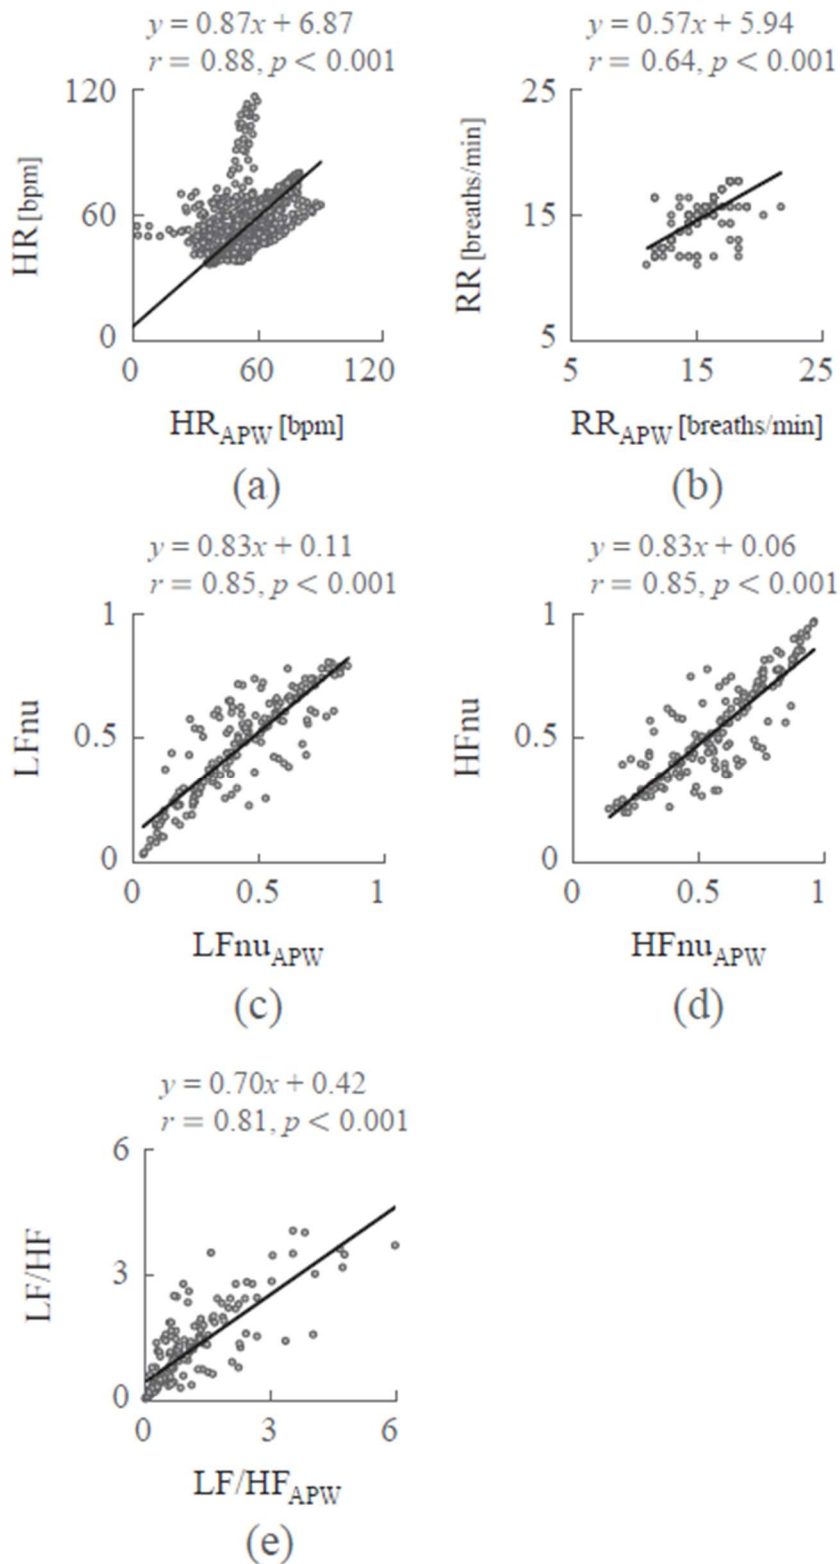 y = 0.87x + 6.87
r = 0.88, p < 0.001
120
HR [bpm]
60
0
0 60 120
HR_APW [bpm]
(a)
y = 0.57x + 5.94
r = 0.64, p < 0.001
25
RR [breaths/min]
15
5
5 15 25
RR_APW [breaths/min]
(b)
y = 0.83x + 0.11
r = 0.85, p < 0.001
1
LFnu
0.5
0
0 0.5 1
LFnu_APW
(c)
y = 0.83x + 0.06
r = 0.85, p < 0.001
1
HFnu
0.5
0
0 0.5 1
HFnu_APW
(d)
y = 0.70x + 0.42
r = 0.81, p < 0.001
6
LF/HF
3
0
0 3 6
LF/HF_APW
(e)